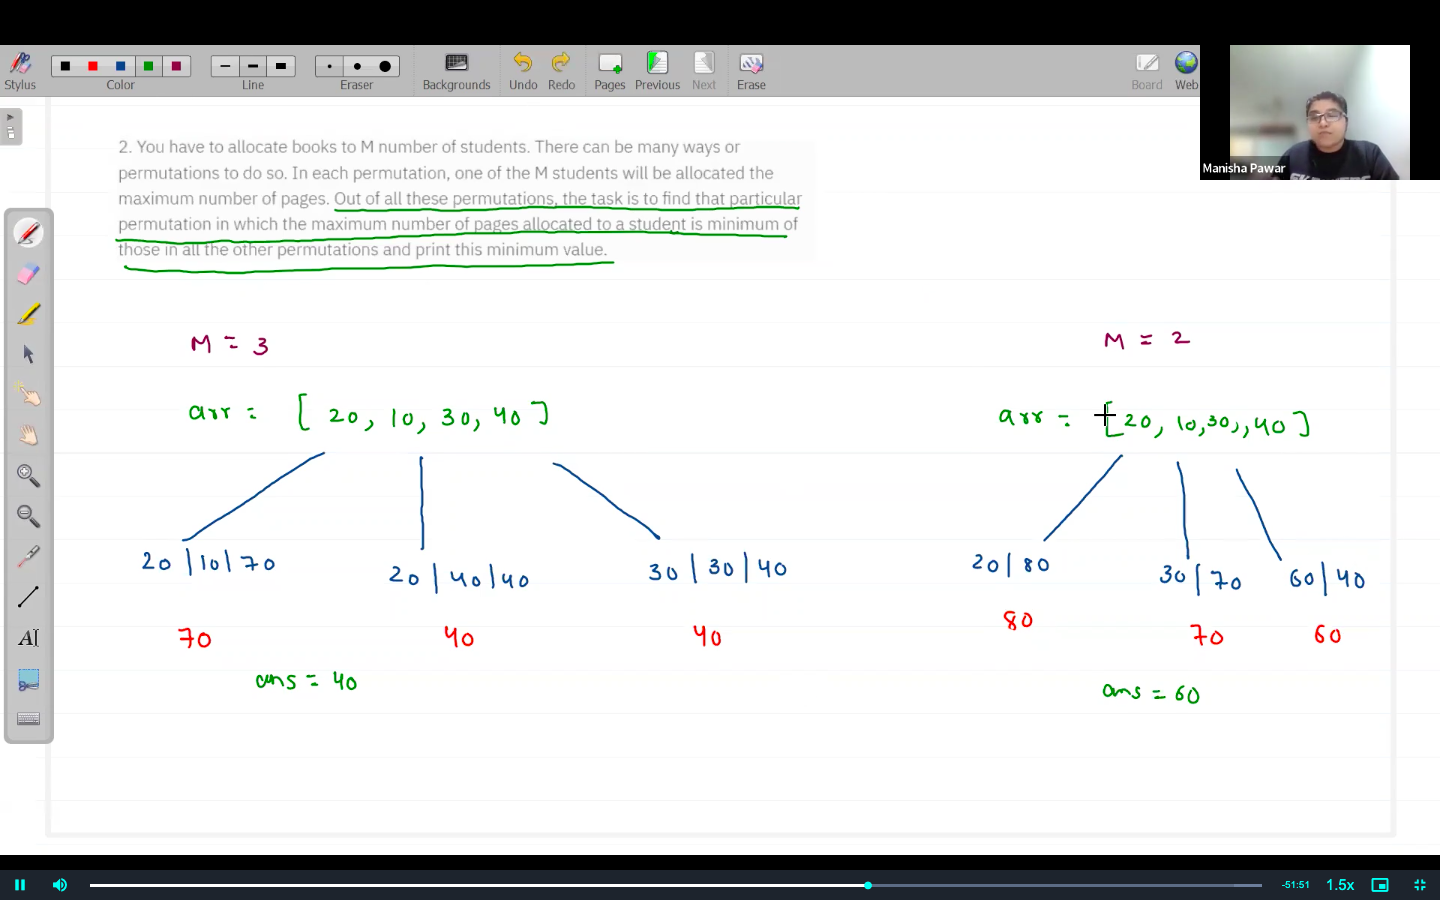 Stylus
Color
Line
Eraser
Backgrounds
Undo
Redo
Pages
Previous
Next
Erase
Board
Web
Manisha Pawar
2. You have to allocate books to M number of students. There can be many ways or
permutations to do so. In each permutation, one of the M students will be allocated the
maximum number of pages. Out of all these permutations, the task is to find that particular
permutation in which the maximum number of pages allocated to a student is minimum of
those in all the other permutations and print this minimum value.
M = 3
arr = [ 20, 10, 30, 40 ]
20 | 10 | 70
20 | 40 | 40
30 | 30 | 40
70
40
40
ans = 40
M = 2
arr = [ 20, 10, 30,, 40 ]
20 | 80
30 | 70
60 | 40
80
70
60
ans = 60
AI
-51:51
1.5x